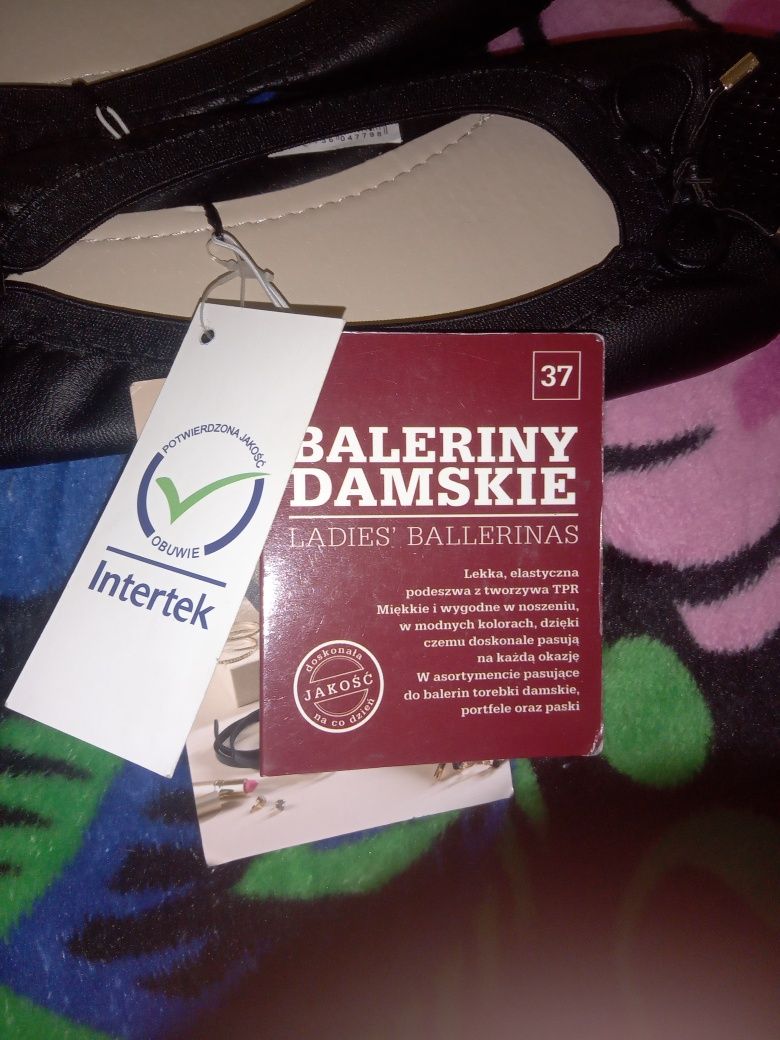 047798
POTWIERDZONA JAKOŚĆ
OBUWIE
Intertek
37
BALERINY
DAMSKIE
LADIES' BALLERINAS
Lekka, elastyczna
podeszwa z tworzywa TPR
Miękkie i wygodne w noszeniu,
w modnych kolorach, dzięki
czemu doskonale pasują
na każdą okazję
W asortymencie pasujące
do balerin torebki damskie,
portfele oraz paski
doskonała
JAKOŚĆ
na co dzień